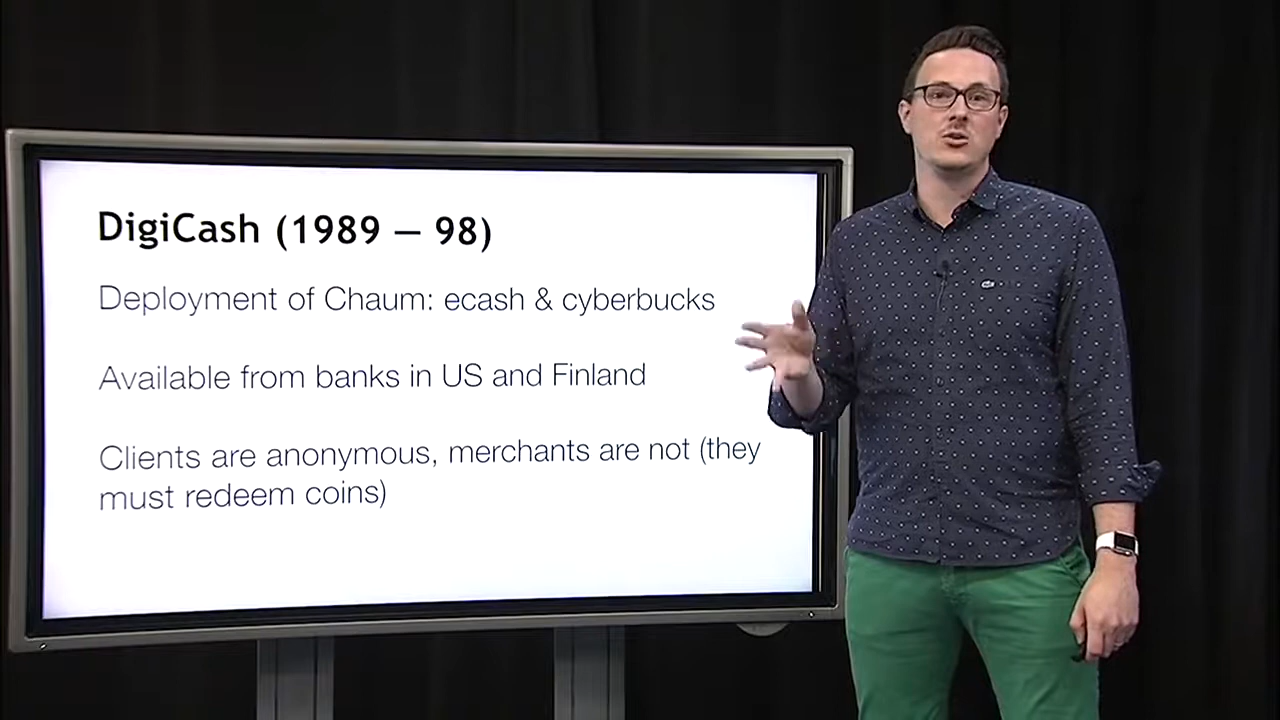 DigiCash (1989 – 98)
Deployment of Chaum: ecash & cyberbucks
Available from banks in US and Finland
Clients are anonymous, merchants are not (they
must redeem coins)